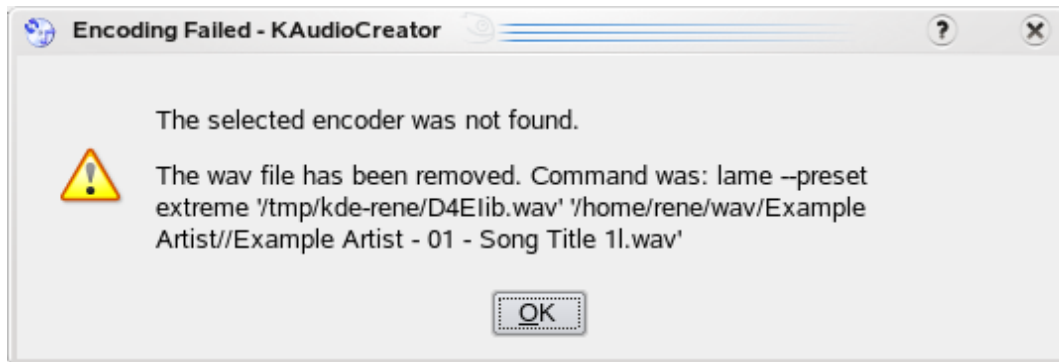 Encoding Failed - KAudioCreator
?
The selected encoder was not found.
The wav file has been removed. Command was: lame --preset
extreme '/tmp/kde-rene/D4EIib.wav' '/home/rene/wav/Example
Artist//Example Artist - 01 - Song Title 1l.wav'
OK